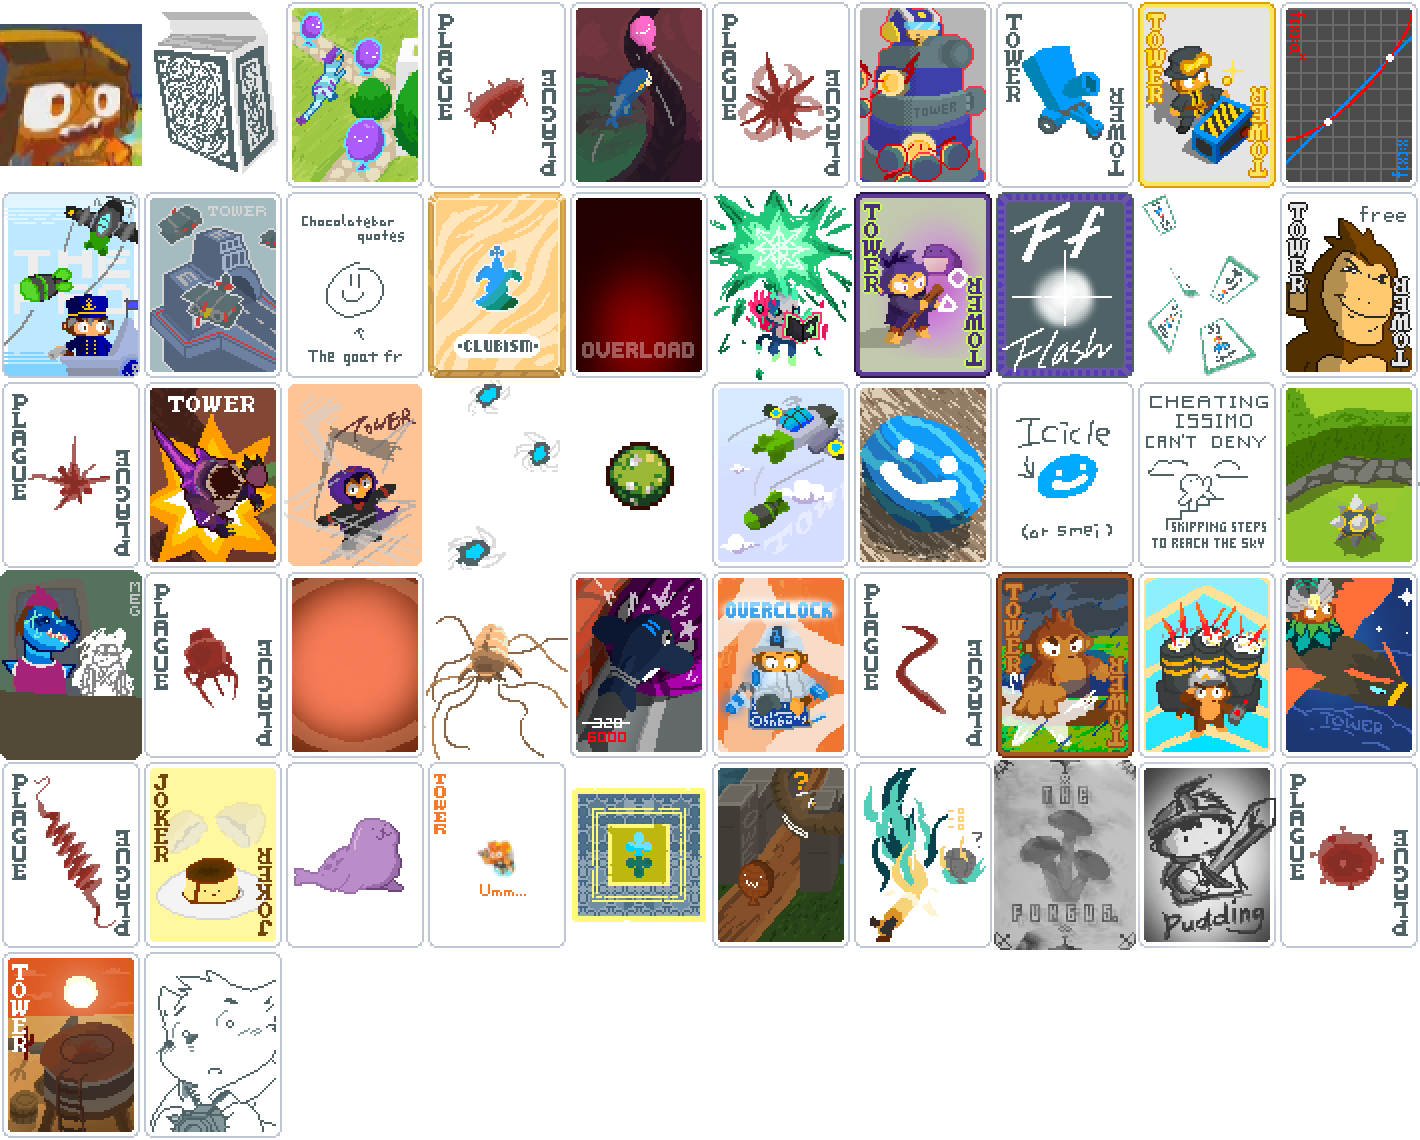 PLAGUE
PLAGUE
PLAGUE
PLAGUE
TOWER
TOWER
TOWER
TOWER
TOWER
TOWER
Chocolatebar
quotes
The goat fr
•CLUBISM•
OVERLOAD
TOWER
TOWER
Ff
Flash
TOWER
free
TOWER
PLAGUE
PLAGUE
TOWER
TOWER
Icicle
(or smei)
CHEATING
ISSIMO
CAN'T DENY
SKIPPING STEPS
TO REACH THE SKY
MEG
PLAGUE
PLAGUE
320
5000
OVERCLOCK
PLAGUE
PLAGUE
TOWER
TOWER
TOWER
PLAGUE
PLAGUE
JOKER
JOKER
TOWER
Umm...
?
?
THE
FUNGUS.
Pudding
PLAGUE
PLAGUE
TOWER